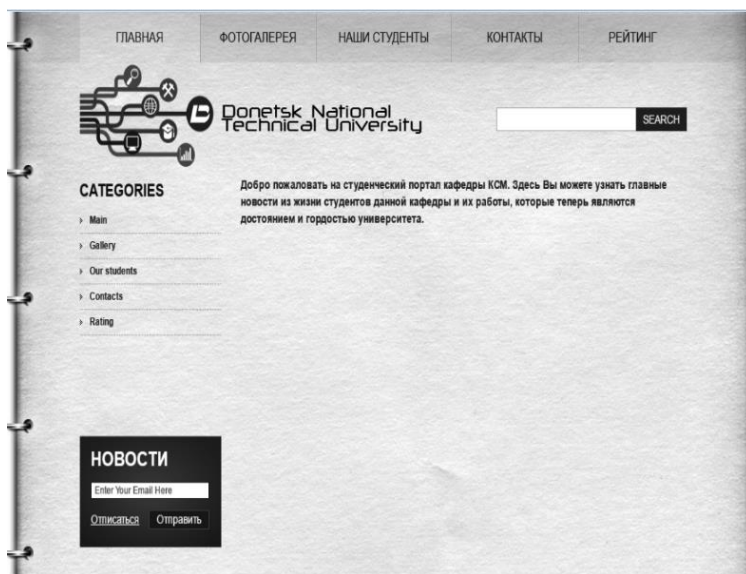 ГЛАВНАЯ
ФОТОГАЛЕРЕЯ
НАШИ СТУДЕНТЫ
КОНТАКТЫ
РЕЙТИНГ
Donetsk National
Technical University
SEARCH
CATEGORIES
Main
Gallery
Our students
Contacts
Rating
Добро пожаловать на студенческий портал кафедры КСМ. Здесь Вы можете узнать главные
новости из жизни студентов данной кафедры и их работы, которые теперь являются
достоянием и гордостью университета.
НОВОСТИ
Enter Your Email Here
Отписаться
Отправить